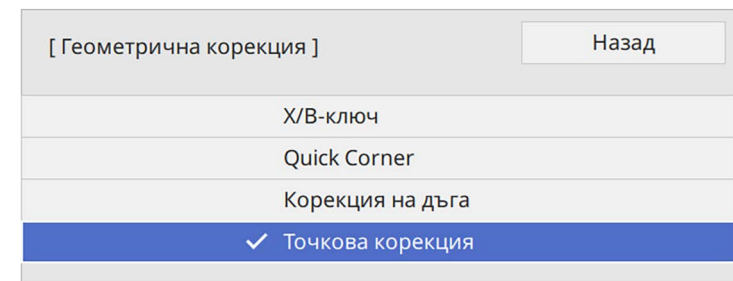 [ Геометрична корекция ]
Назад
Х/В-ключ
Quick Corner
Корекция на дъга
Точкова корекция